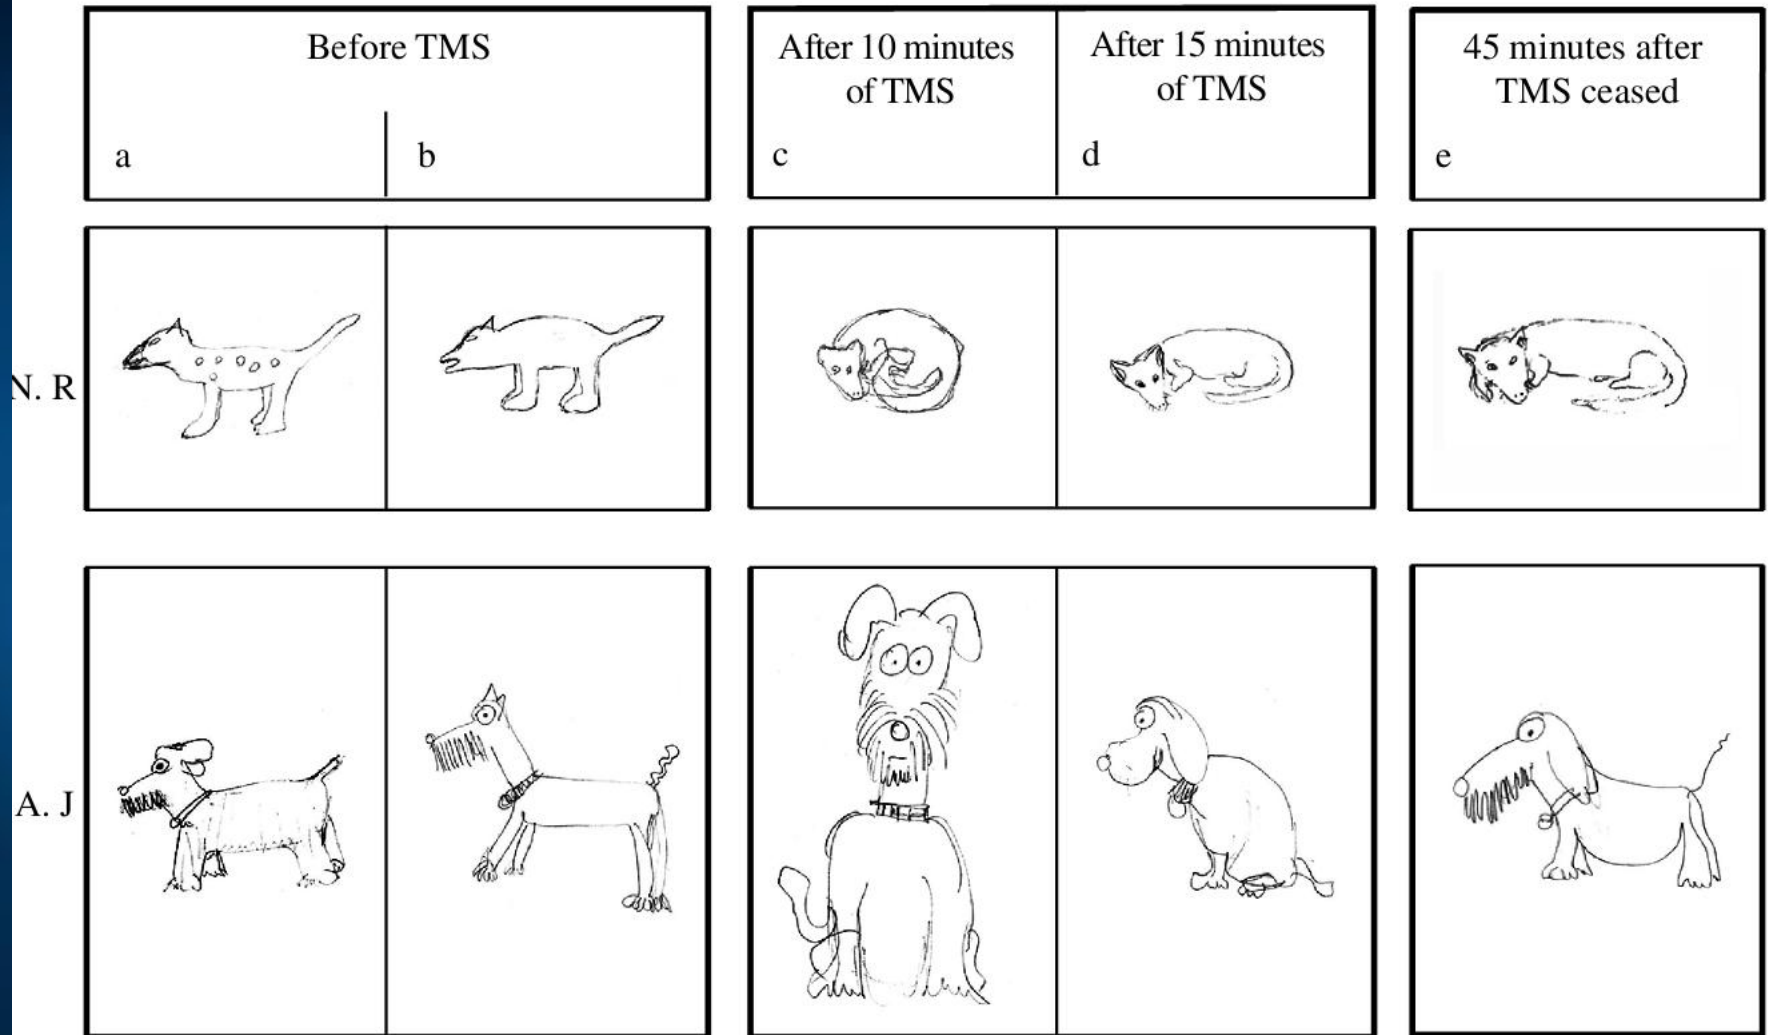 Before TMS
a
b
After 10 minutes
of TMS
c
After 15 minutes
of TMS
d
45 minutes after
TMS ceased
e
N. R
A. J